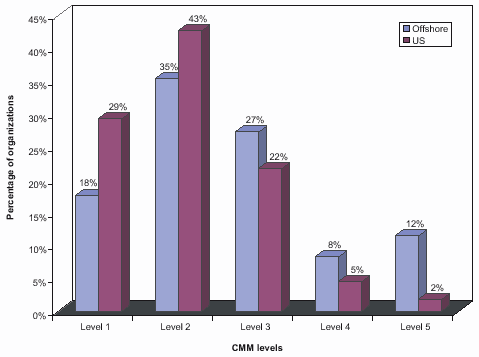 45%
40%
35%
30%
25%
20%
15%
10%
5%
0%
Percentage of organizations
Offshore
US
18%
29%
35%
43%
27%
22%
8%
5%
12%
2%
Level 1
Level 2
Level 3
Level 4
Level 5
CMM levels